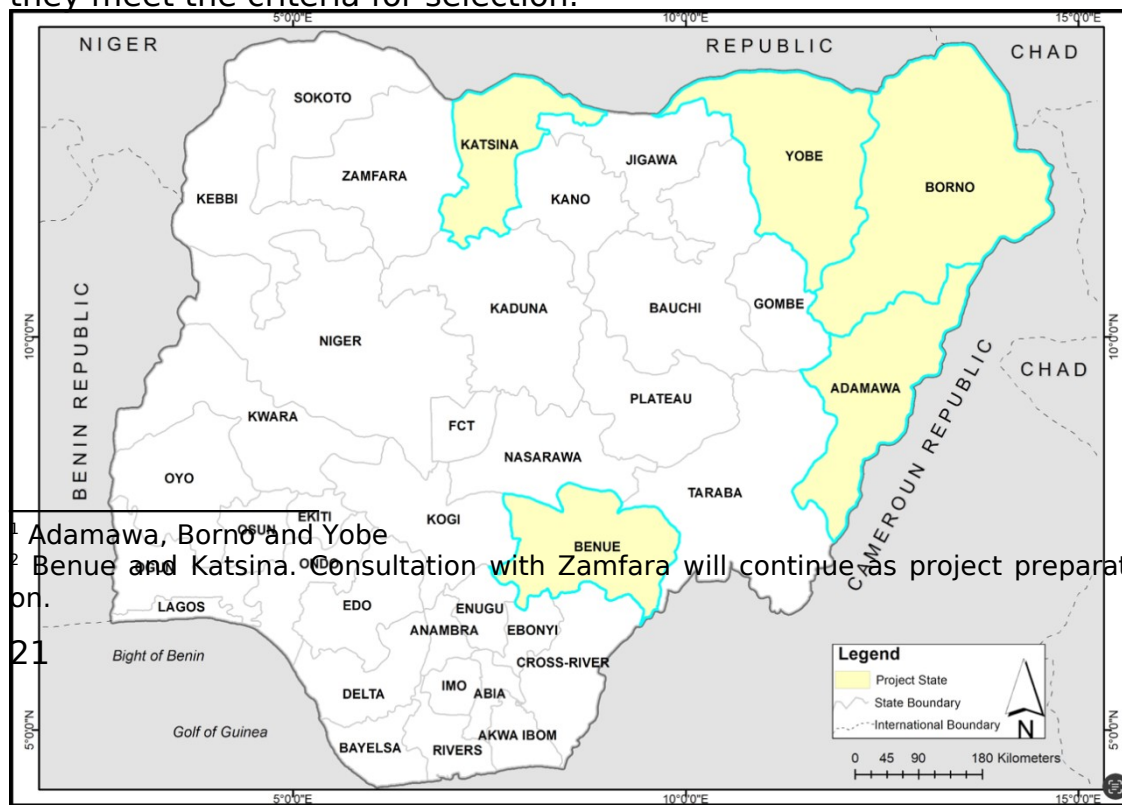 they meet the criteria for selection.
5°0'0"E 10°0'0"E 15°0'0"E
NIGER REPUBLIC CHAD
SOKOTO
KATSINA
YOBE
JIGAWA
ZAMFARA
BORNO
KEBBI
KANO
BAUCHI
GOMBE
KADUNA
BENIN REPUBLIC
10°0'0"N
10°0'0"N
NIGER
CHAD
ADAMAWA
PLATEAU
KWARA
FCT
NASARAWA
CAMEROUN REPUBLIC
OYO
TARABA
EKITI
KOGI
OSUN
1 Adamawa, Borno and Yobe
BENUE
OGUN
ONDO
2 Benue and Katsina. Consultation with Zamfara will continue as project preparat
on.
LAGOS
EDO
ENUGU
ANAMBRA
EBONYI
21
Bight of Benin
CROSS-RIVER
IMO
ABIA
DELTA
Golf of Guinea
AKWA IBOM
BAYELSA
RIVERS
Legend
Project State
State Boundary
International Boundary
N
0 45 90 180 Kilometers
5°0'0"N
5°0'0"N
5°0'0"E 10°0'0"E 15°0'0"E